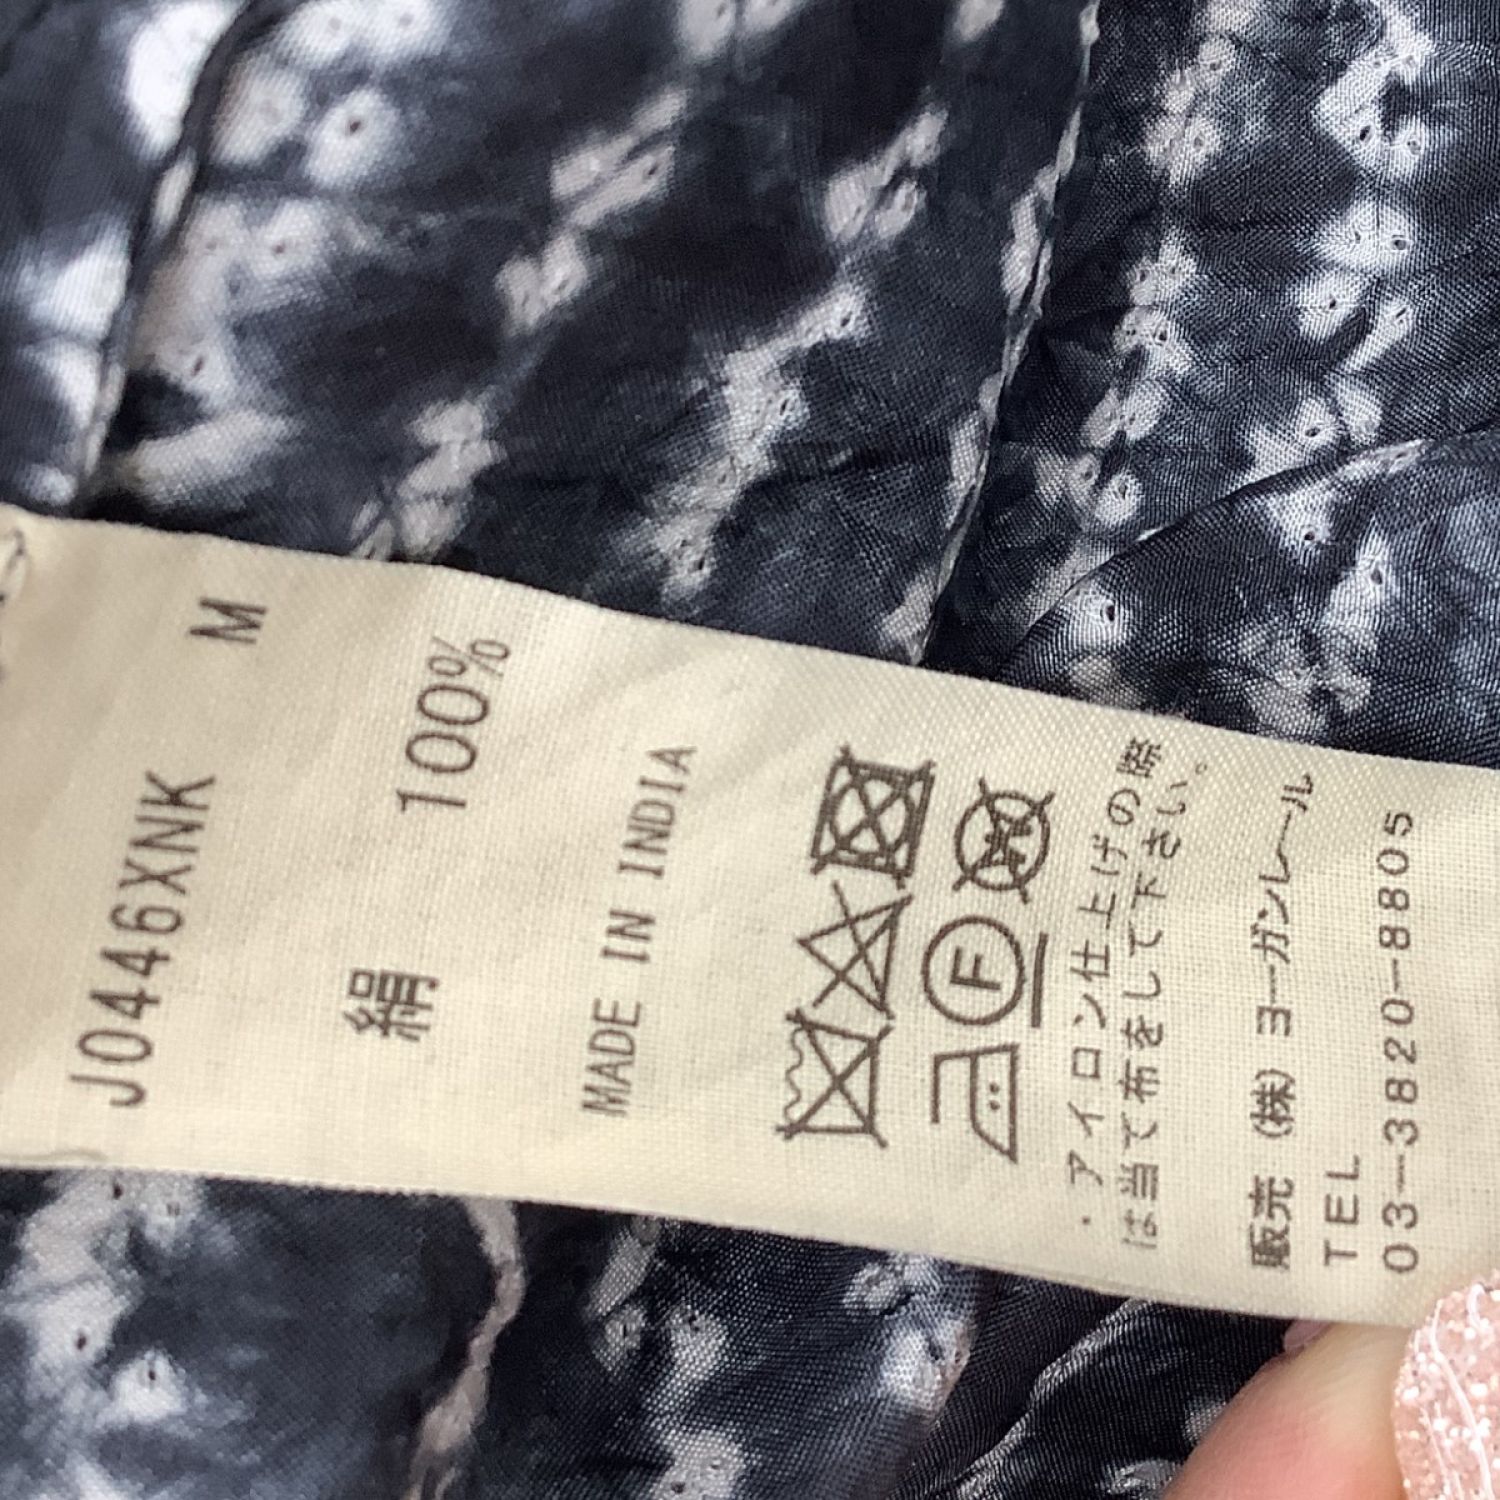 J0446XNK M
絹 100%
MADE IN INDIA
F
・アイロン仕上げの際
は当て布をして下さい。
販売 (株) ヨーガンレール
TEL
03-3820-8805